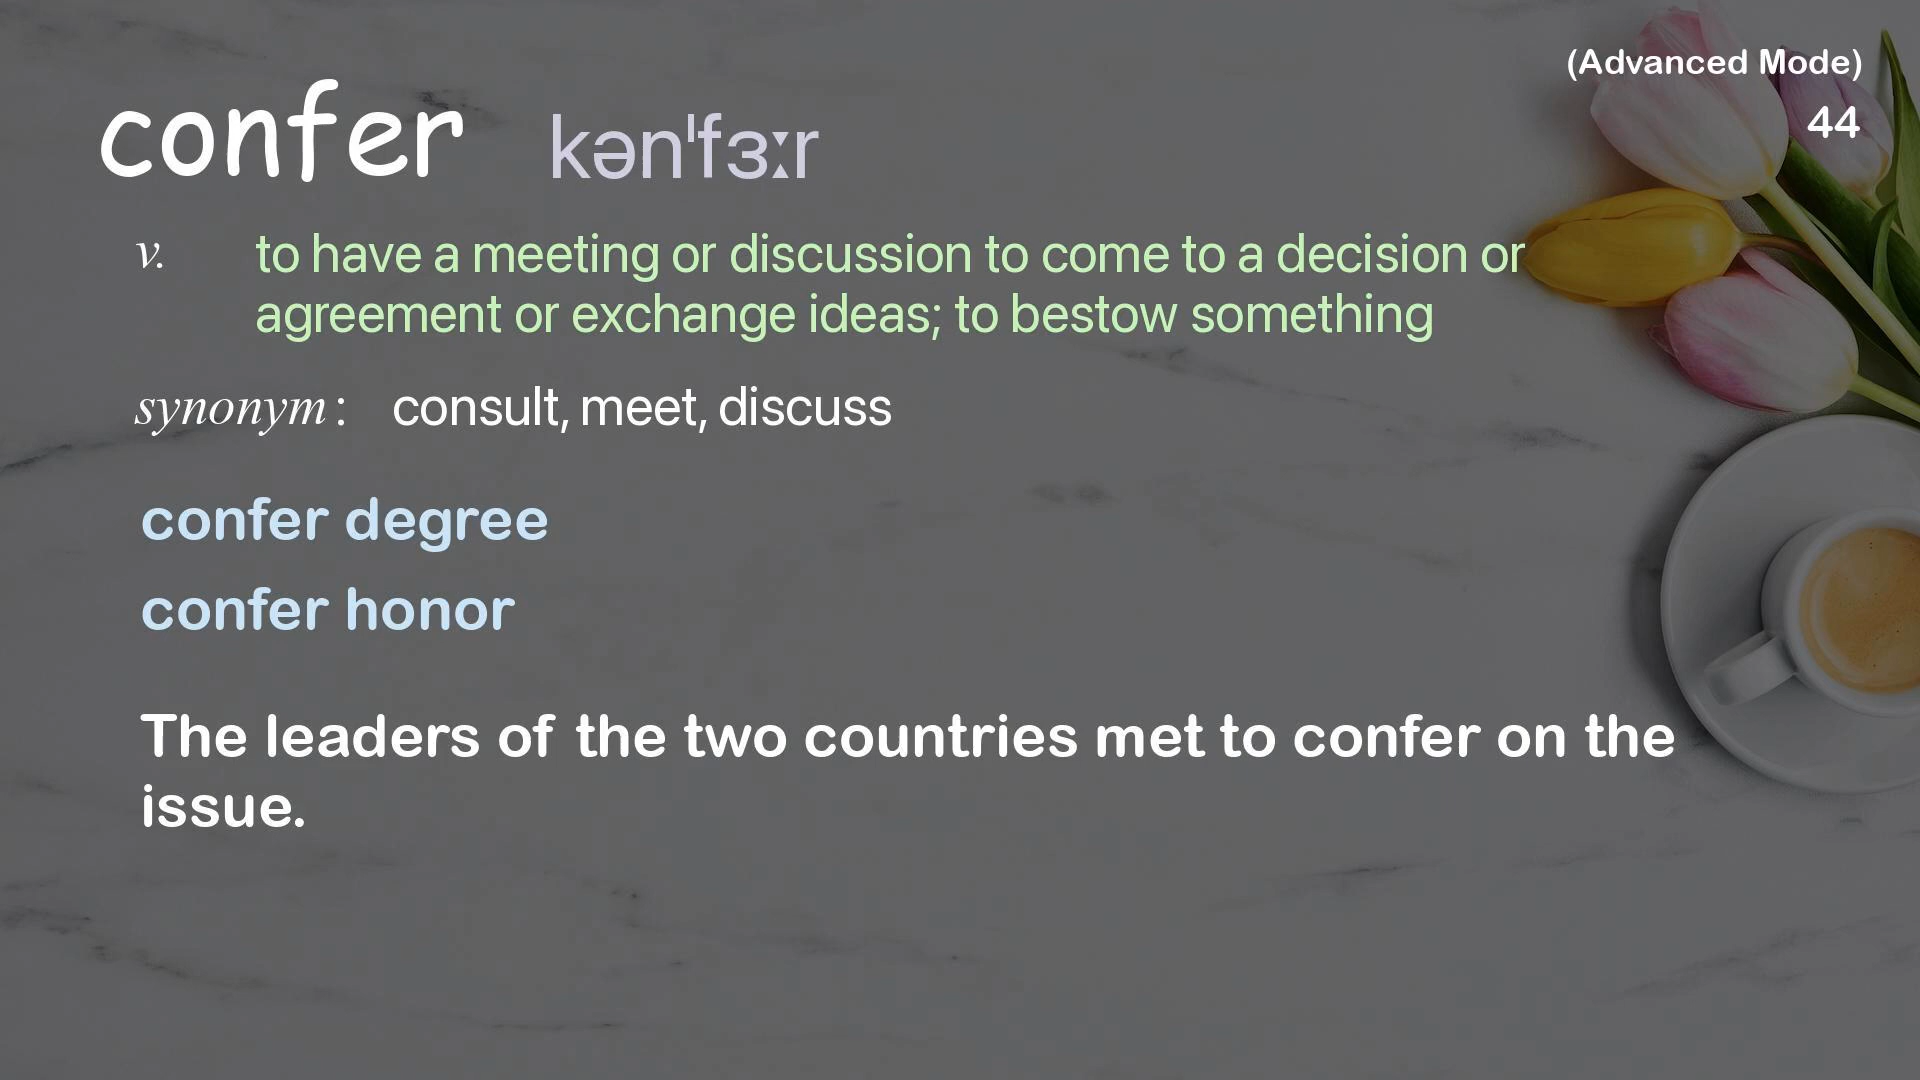 (Advanced Mode)
44
confer kənˈfɜːr
v. to have a meeting or discussion to come to a decision or
agreement or exchange ideas; to bestow something
synonym: consult, meet, discuss
confer degree
confer honor
The leaders of the two countries met to confer on the
issue.